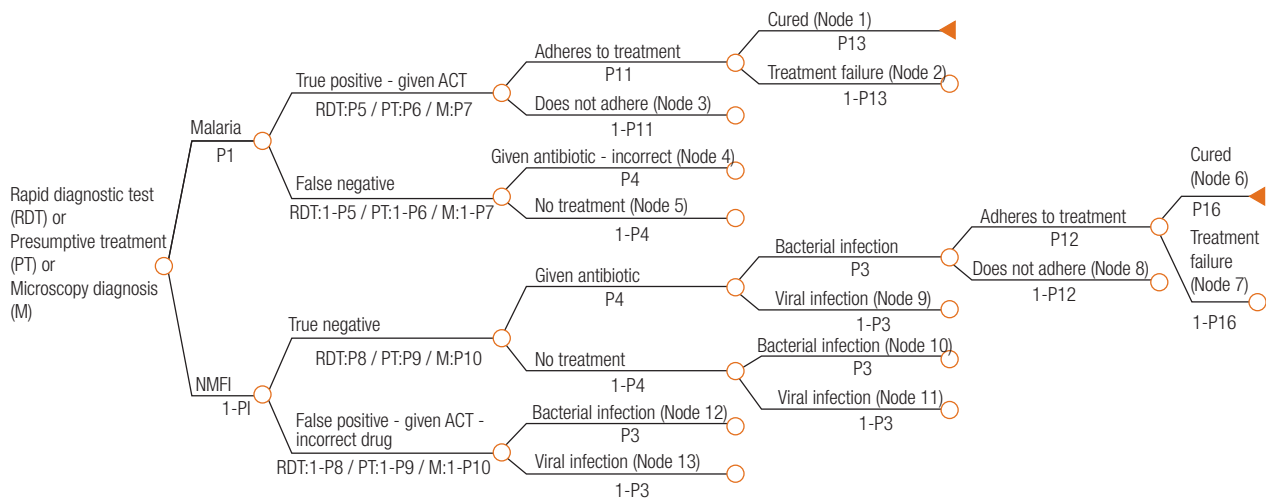 Rapid diagnostic test
(RDT) or
Presumptive treatment
(PT) or
Microscopy diagnosis
(M)
Malaria
P1
NMFI
1-PI
True positive - given ACT
RDT:P5 / PT:P6 / M:P7
False negative
RDT:1-P5 / PT:1-P6 / M:1-P7
True negative
RDT:P8 / PT:P9 / M:P10
False positive - given ACT -
incorrect drug
RDT:1-P8 / PT:1-P9 / M:1-P10
Adheres to treatment
P11
Does not adhere (Node 3)
1-P11
Given antibiotic - incorrect (Node 4)
P4
No treatment (Node 5)
1-P4
Given antibiotic
P4
No treatment
1-P4
Bacterial infection (Node 12)
P3
Viral infection (Node 13)
1-P3
Cured (Node 1)
P13
Treatment failure (Node 2)
1-P13
Bacterial infection
P3
Viral infection (Node 9)
1-P3
Bacterial infection (Node 10)
P3
Viral infection (Node 11)
1-P3
Adheres to treatment
P12
Does not adhere (Node 8)
1-P12
Cured
(Node 6)
P16
Treatment
failure
(Node 7)
1-P16